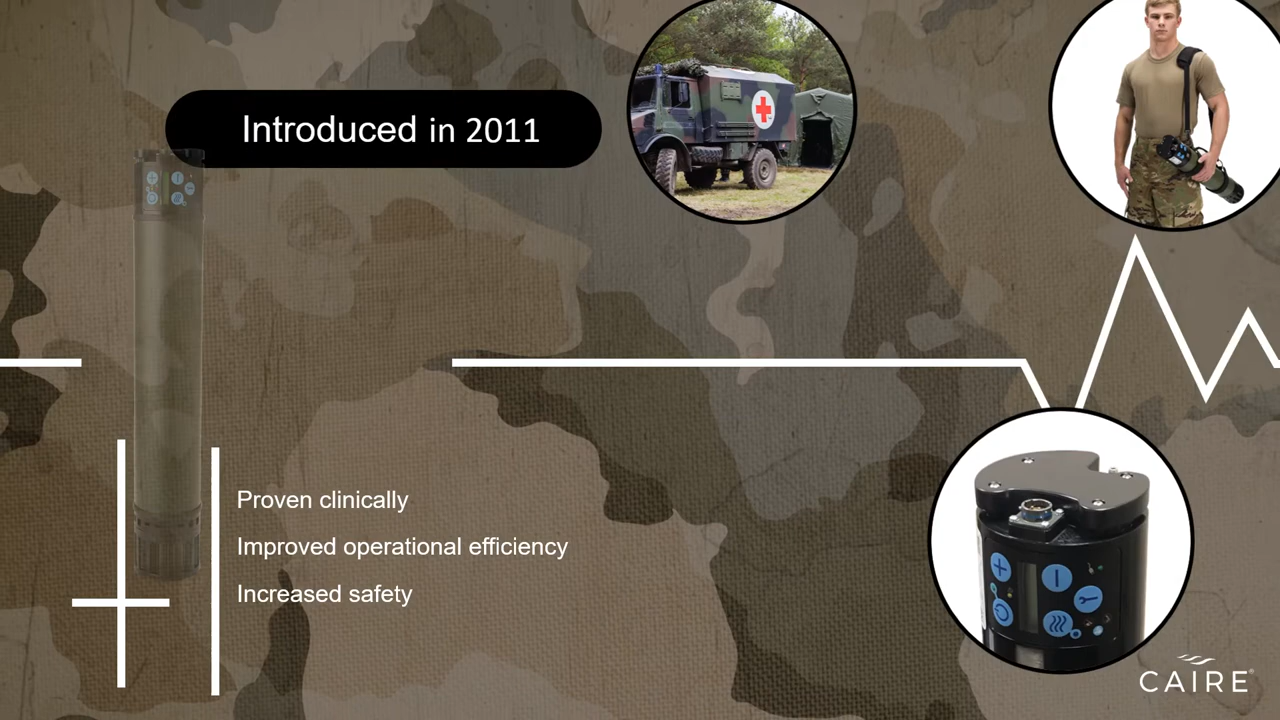 Introduced in 2011
Proven clinically
Improved operational efficiency
Increased safety
CAIRE®